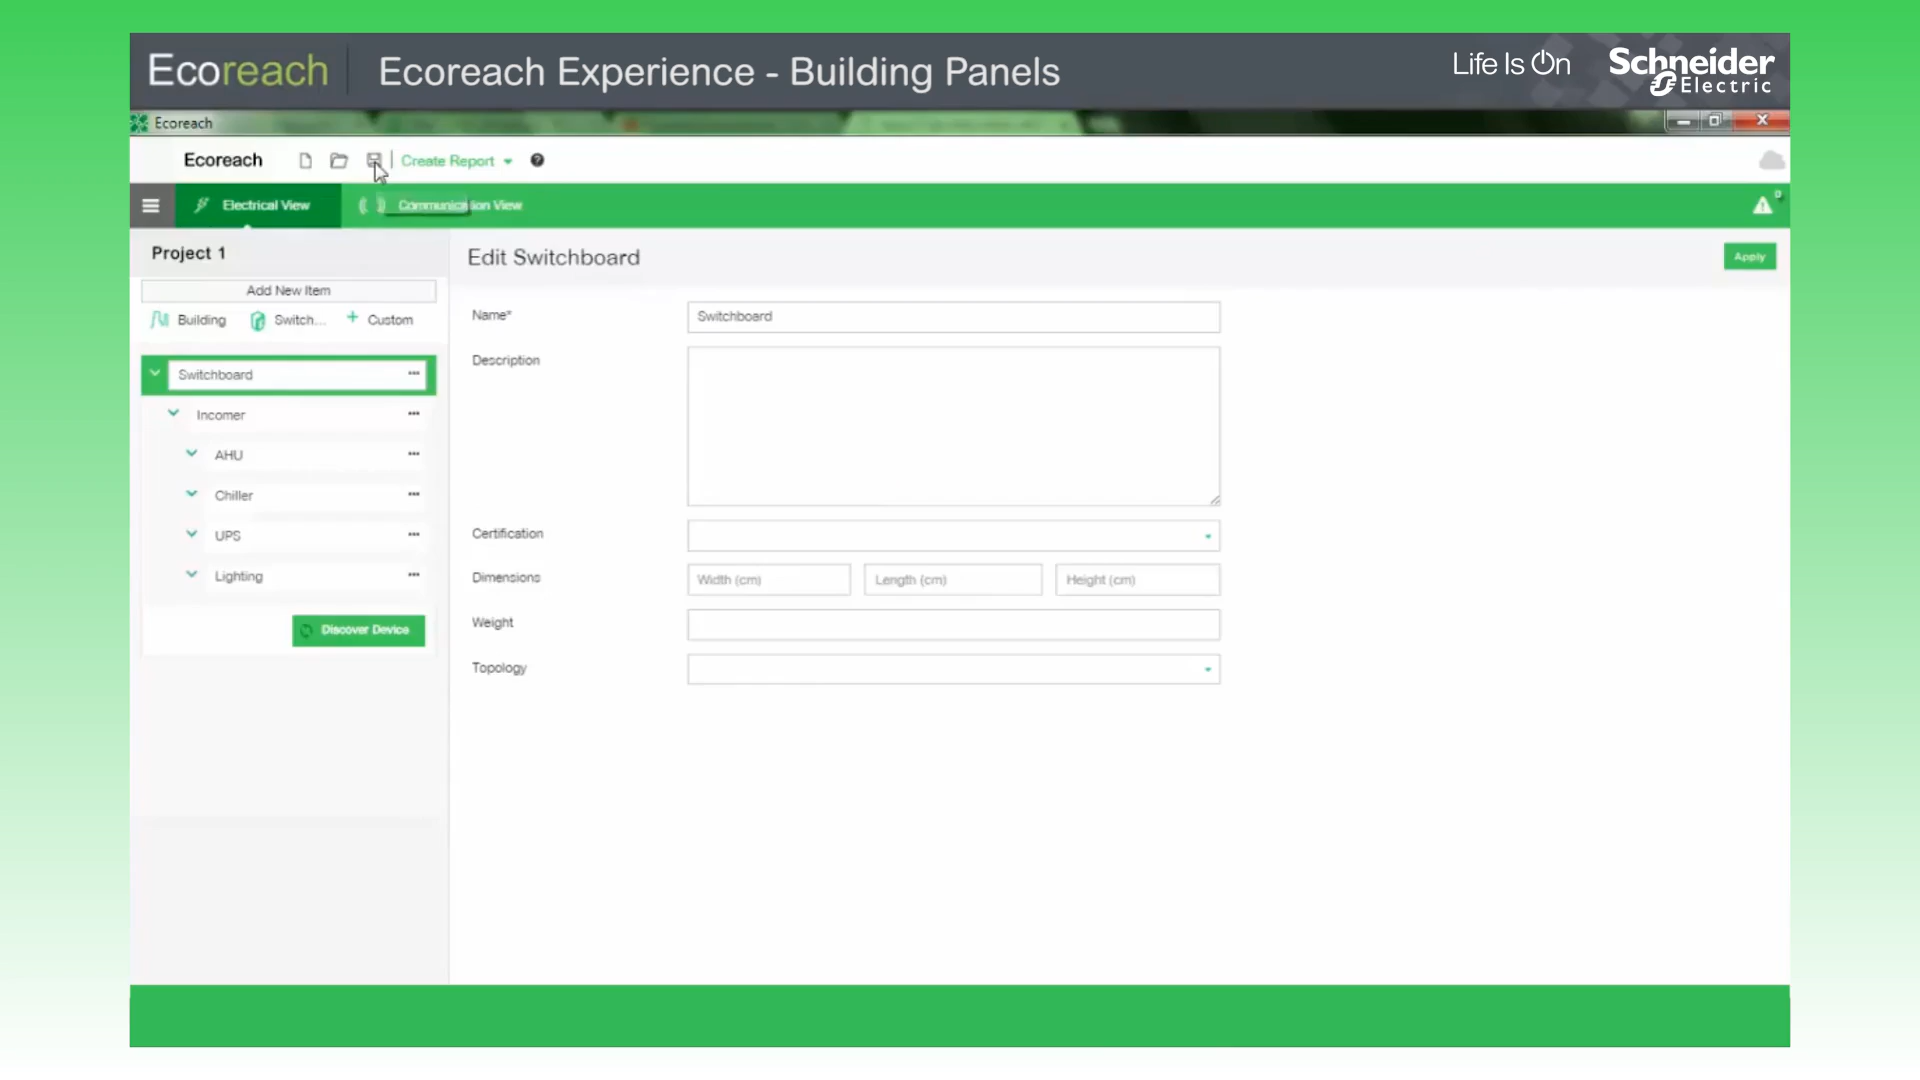 Ecoreach
Ecoreach Experience - Building Panels
Life Is On
Schneider
Electric
Ecoreach
Ecoreach
Create Report
Electrical View
Communication View
Project 1
Edit Switchboard
Apply
Add New Item
Building
Switch...
Custom
Name*
Switchboard
Description
Switchboard
Incomer
AHU
Chiller
UPS
Lighting
Discover Device
Certification
Dimensions
Width (cm)
Length (cm)
Height (cm)
Weight
Topology